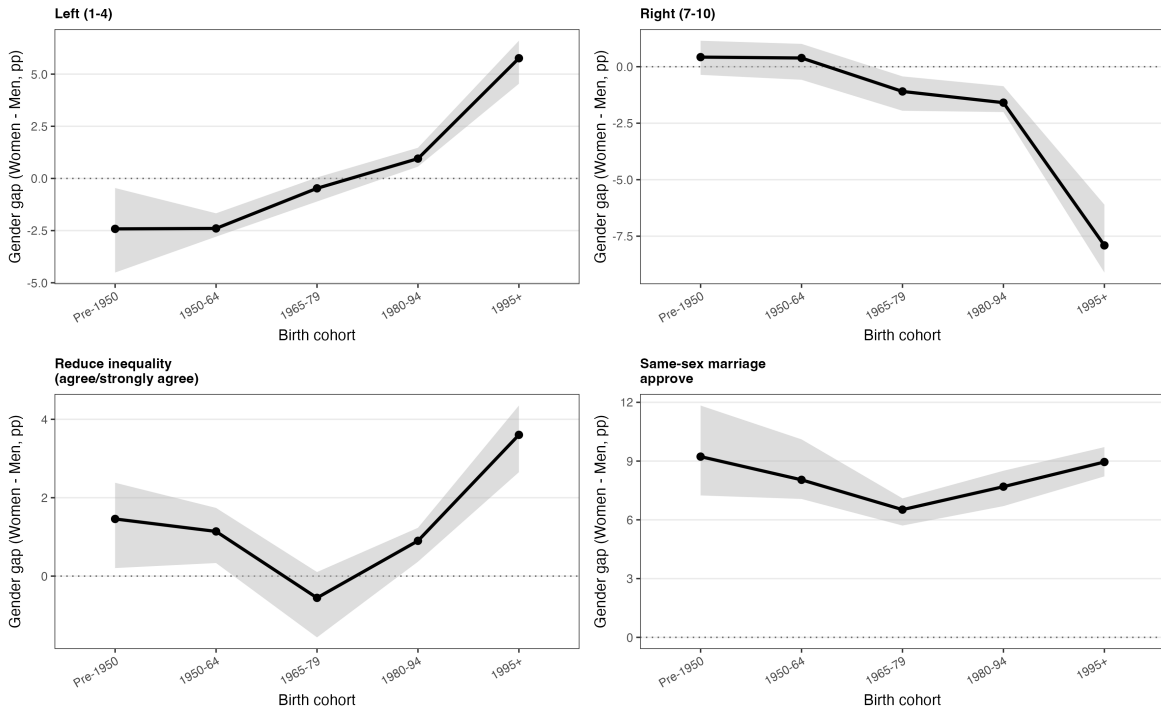 Left (1-4)
Gender gap (Women - Men, pp)
5.0
2.5
0.0
-2.5
-5.0
Pre-1950
1950-64
1965-79
1980-94
1995+
Birth cohort
Right (7-10)
Gender gap (Women - Men, pp)
0.0
-2.5
-5.0
-7.5
Pre-1950
1950-64
1965-79
1980-94
1995+
Birth cohort
Reduce inequality
(agree/strongly agree)
Gender gap (Women - Men, pp)
4
2
0
Pre-1950
1950-64
1965-79
1980-94
1995+
Birth cohort
Same-sex marriage
approve
Gender gap (Women - Men, pp)
12
9
6
3
0
Pre-1950
1950-64
1965-79
1980-94
1995+
Birth cohort